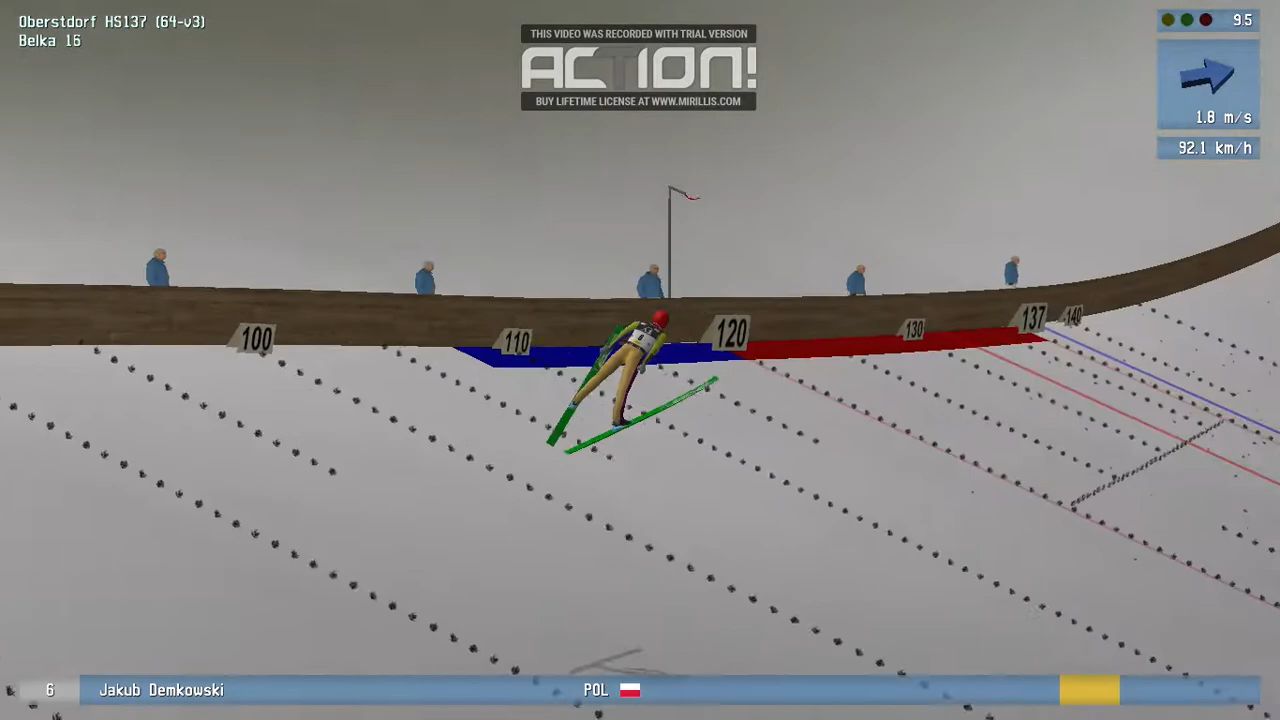 Oberstdorf HS137 (64-v3)
Belka 16
THIS VIDEO WAS RECORDED WITH TRIAL VERSION
ACTION!
BUY LIFETIME LICENSE AT WWW.MIRILLIS.COM
9.5
1.8 m/s
92.1 km/h
100
110
120
130
137
140
6
6 Jakub Demkowski POL